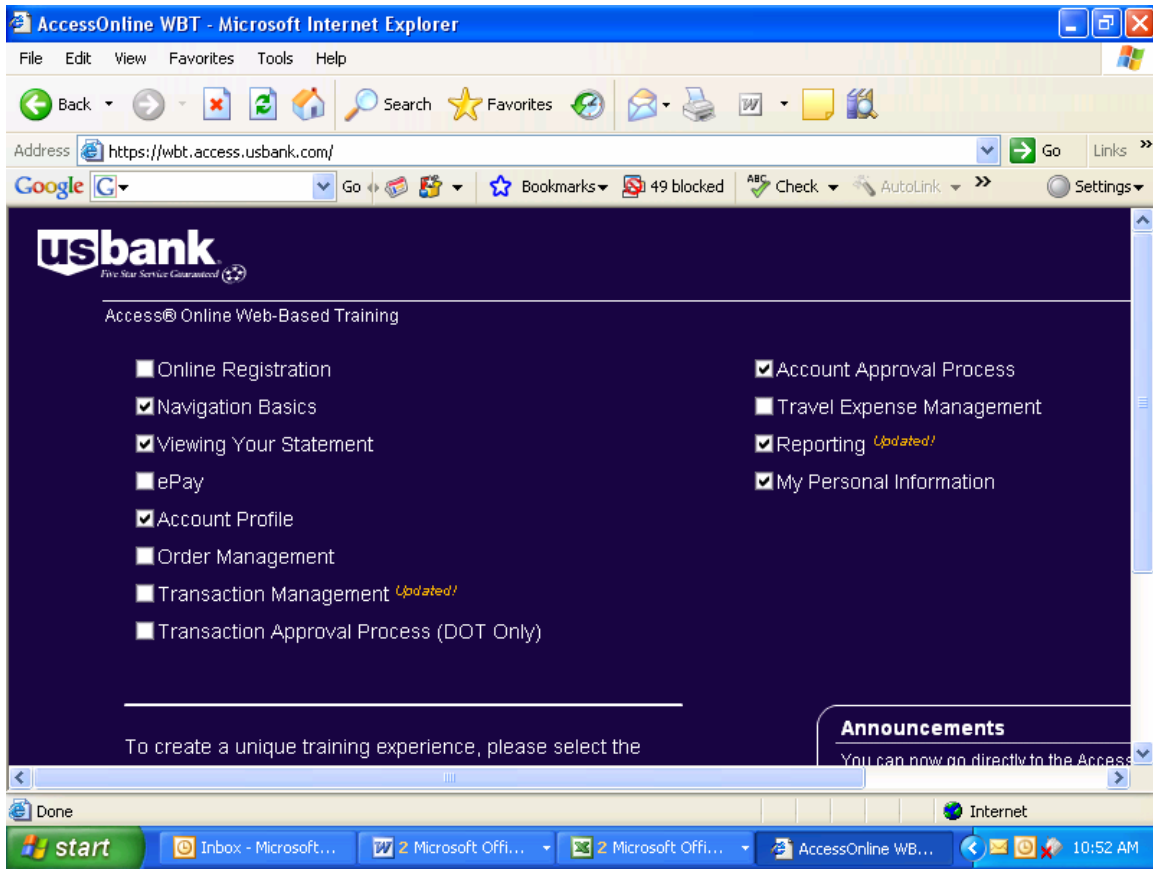 AccessOnline WBT - Microsoft Internet Explorer
File Edit View Favorites Tools Help
Back Search Favorites
Address https://wbt.access.usbank.com/ Go Links »
Google G Go Bookmarks 49 blocked ABC Check AutoLink » Settings
usbank.
Five Star Service Guaranteed
Access® Online Web-Based Training
Online Registration
Navigation Basics
Viewing Your Statement
ePay
Account Profile
Order Management
Transaction Management Updated!
Transaction Approval Process (DOT Only)
Account Approval Process
Travel Expense Management
Reporting Updated!
My Personal Information
To create a unique training experience, please select the
Announcements
You can now go directly to the Access
Done Internet
start Inbox - Microsoft... 2 Microsoft Offi... 2 Microsoft Offi... AccessOnline WB... 10:52 AM